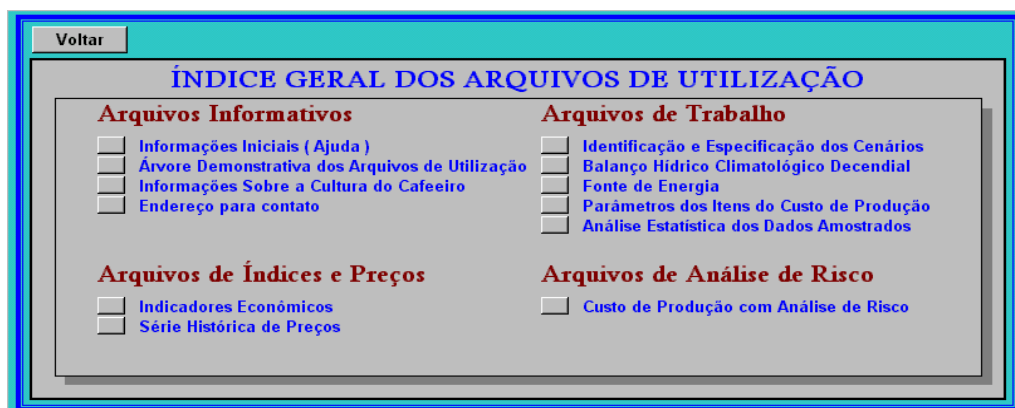 Voltar
ÍNDICE GERAL DOS ARQUIVOS DE UTILIZAÇÃO
Arquivos Informativos
Informações Iniciais ( Ajuda )
Árvore Demonstrativa dos Arquivos de Utilização
Informações Sobre a Cultura do Cafeeiro
Endereço para contato
Arquivos de Trabalho
Identificação e Especificação dos Cenários
Balanço Hídrico Climatológico Decendial
Fonte de Energia
Parâmetros dos Itens do Custo de Produção
Análise Estatística dos Dados Amostrados
Arquivos de Índices e Preços
Indicadores Econômicos
Série Histórica de Preços
Arquivos de Análise de Risco
Custo de Produção com Análise de Risco